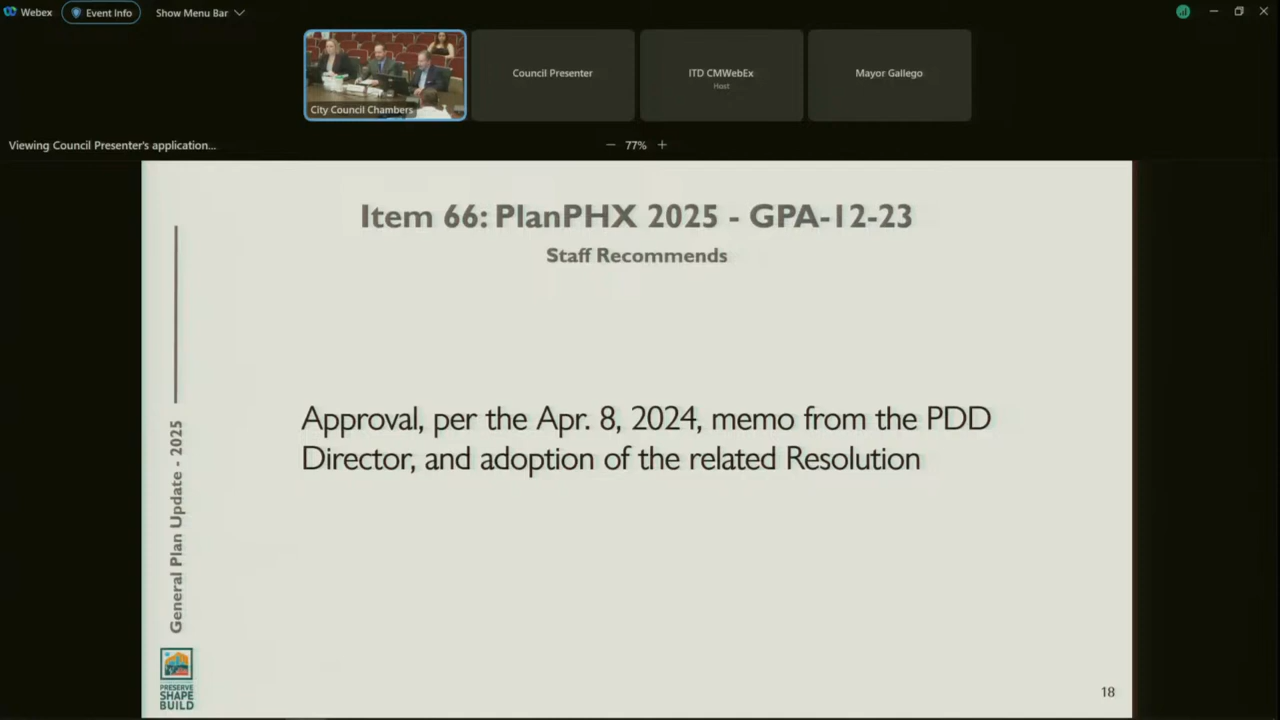 Webex
Event Info
Show Menu Bar
City Council Chambers
Council Presenter
ITD CMWebEx
Host
Mayor Gallego
Viewing Council Presenter's application...
77%
Item 66: PlanPHX 2025 - GPA-12-23
Staff Recommends
Approval, per the Apr. 8, 2024, memo from the PDD
Director, and adoption of the related Resolution
General Plan Update - 2025
PRESERVE
SHAPE
BUILD
18